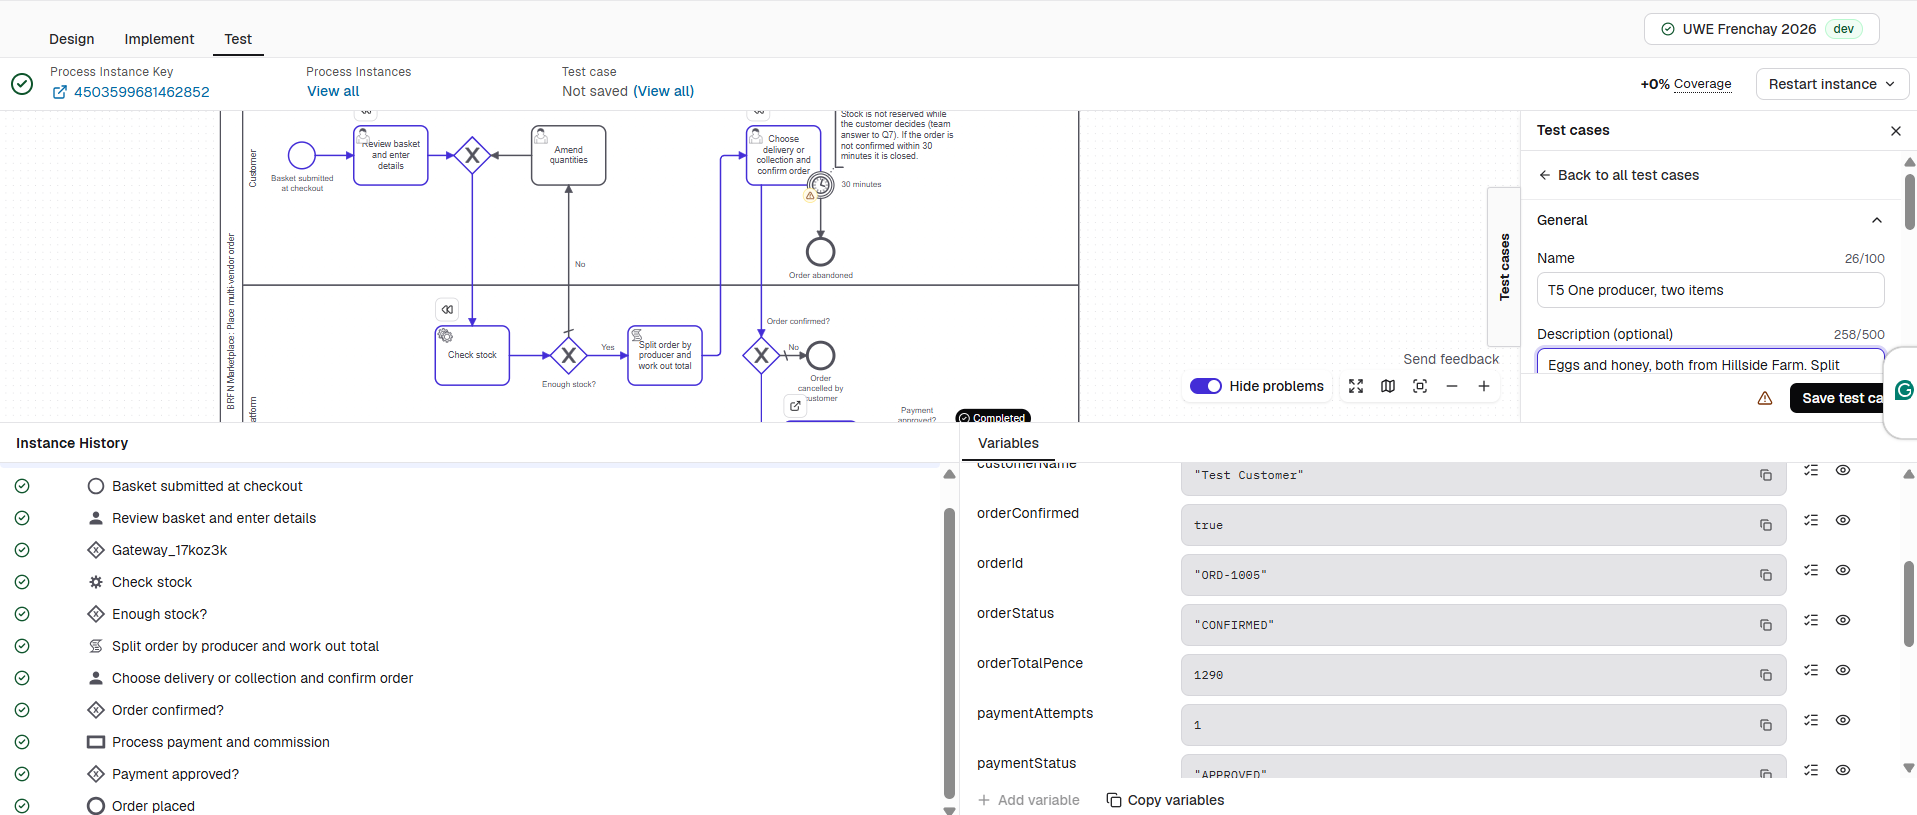 Design Implement Test
UWE Frenchay 2026 dev
Process Instance Key
4503599681462852
Process Instances
View all
Test case
Not saved (View all)
+0% Coverage
Restart instance
BRFN Marketplace: Place multi-vendor order
Customer
Basket submitted
at checkout
Review basket
and enter
details
Amend
quantities
Choose
delivery or
collection and
confirm order
Stock is not reserved while
the customer decides (team
answer to Q7). If the order is
not confirmed within 30
minutes it is closed.
30 minutes
Order abandoned
No
Check stock
Enough stock?
Yes
Split order by
producer and
work out total
Order confirmed?
No
Order
cancelled by
customer
Payment
approved?
Completed
Send feedback
Hide problems
Test cases
Test cases
Back to all test cases
General
Name 26/100
T5 One producer, two items
Description (optional) 258/500
Eggs and honey, both from Hillside Farm. Split
Save test ca
Instance History
Basket submitted at checkout
Review basket and enter details
Gateway_17koz3k
Check stock
Enough stock?
Split order by producer and work out total
Choose delivery or collection and confirm order
Order confirmed?
Process payment and commission
Payment approved?
Order placed
Variables
customerName "Test Customer"
orderConfirmed true
orderId "ORD-1005"
orderStatus "CONFIRMED"
orderTotalPence 1290
paymentAttempts 1
paymentStatus "APPROVED"
Add variable Copy variables